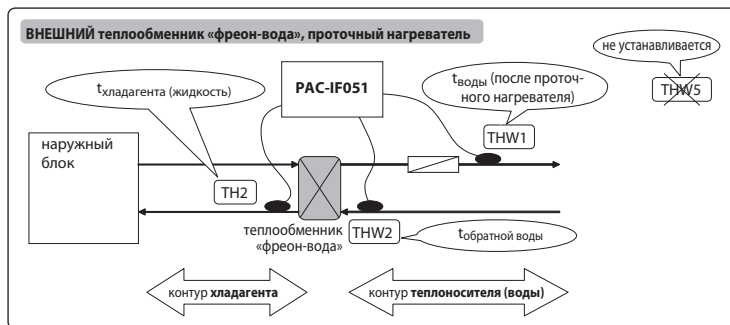 ВНЕШНИЙ теплообменник «фреон-вода», проточный нагреватель
не устанавливается
THW5
tхладагента (жидкость)
PAC-IF051
tводы (после проточ-
ного нагревателя)
THW1
наружный
блок
TH2
теплообменник
«фреон-вода»
THW2
tобратной воды
контур хладагента
контур теплоносителя (воды)